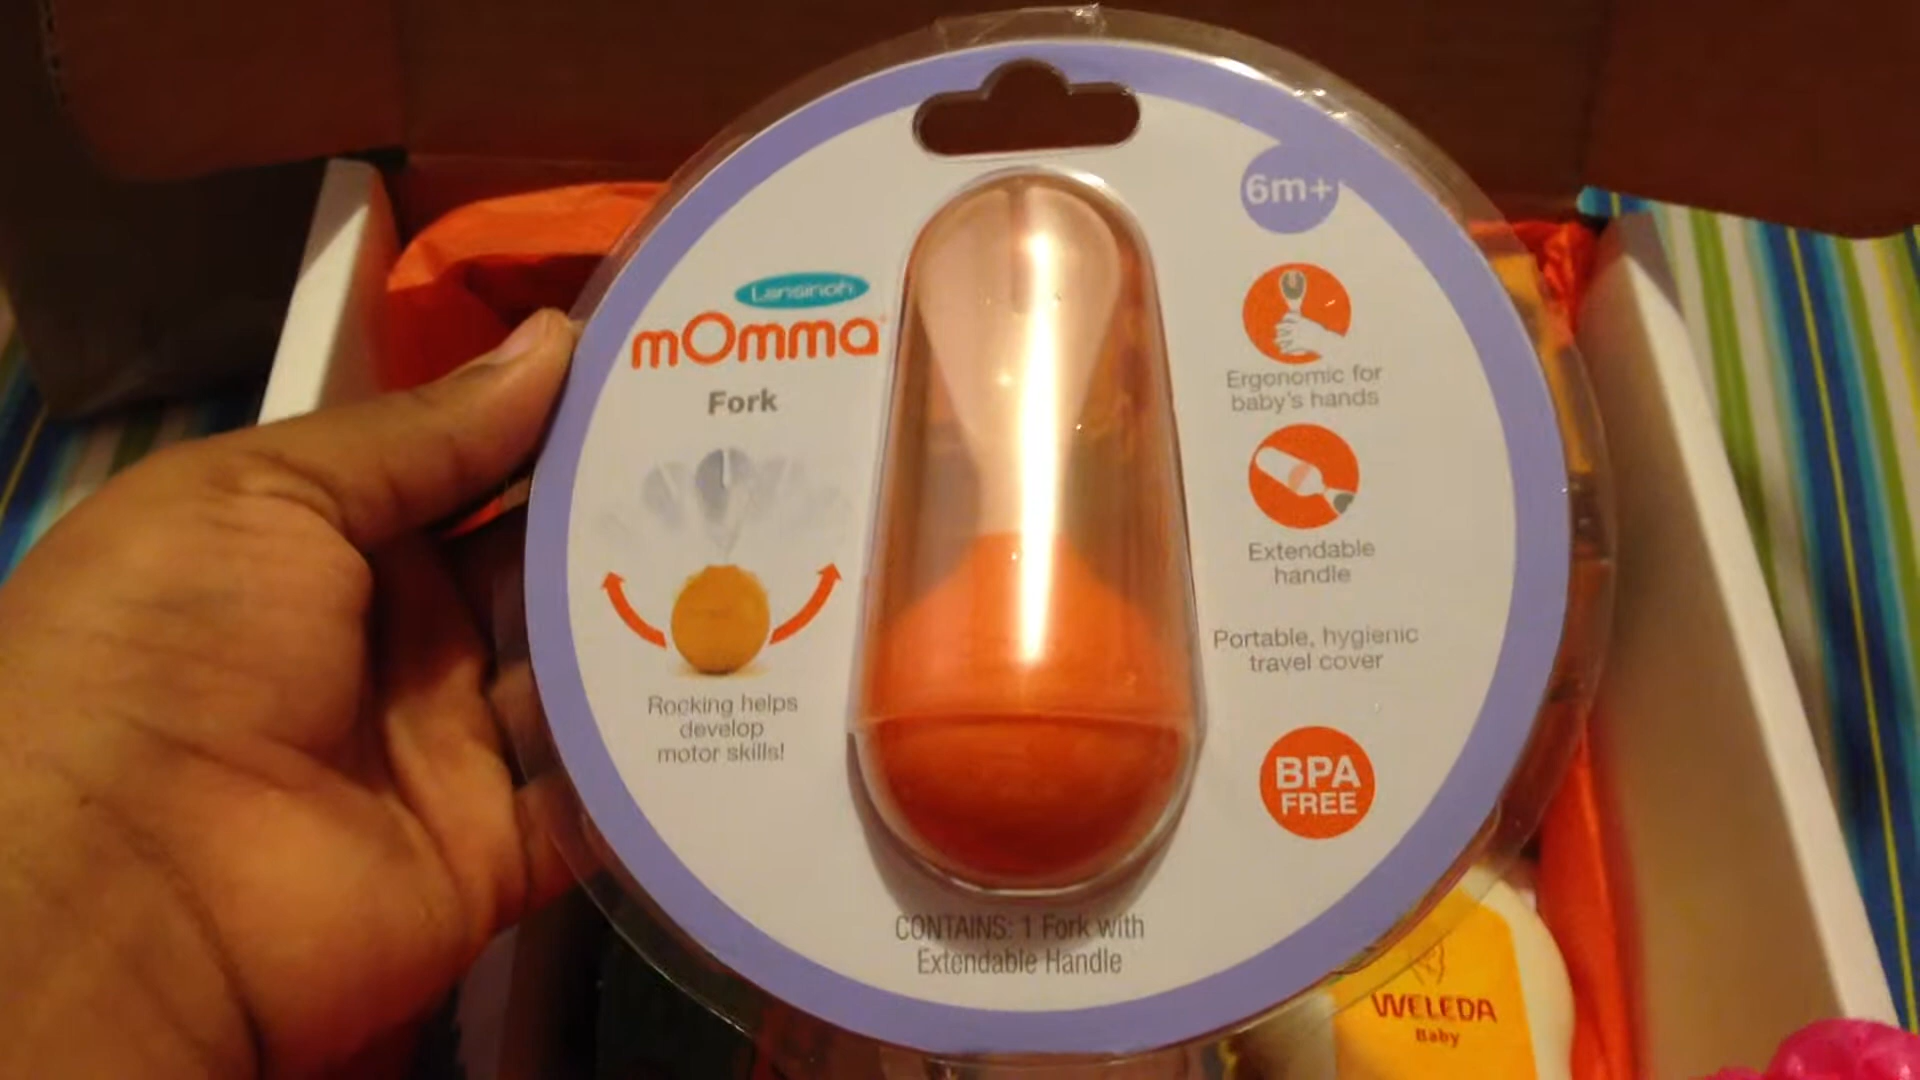 6m+
Lansinoh
mOmma®
Fork
Ergonomic for
baby's hands
Extendable
handle
Portable, hygienic
travel cover
Rocking helps
develop
motor skills!
BPA
FREE
CONTAINS: 1 Fork with
Extendable Handle
WELEDA
Baby